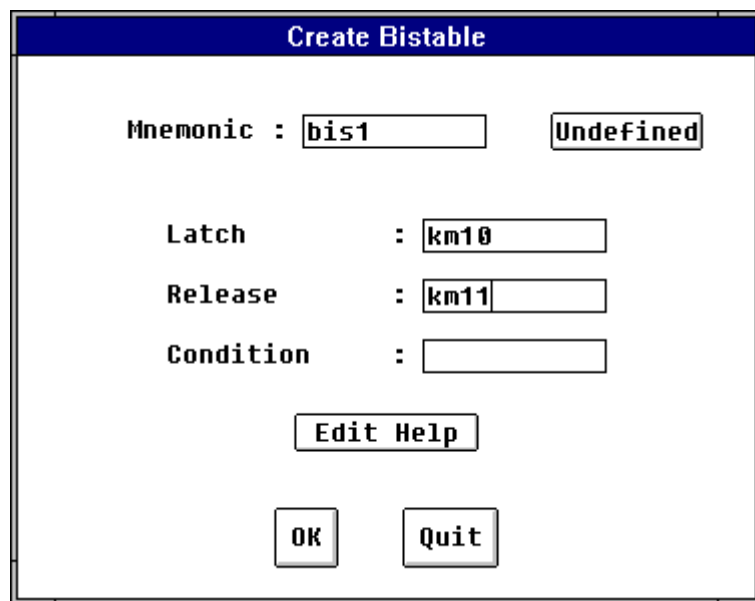 Create Bistable
Mnemonic : bis1 Undefined
Latch : km10
Release : km11
Condition :
Edit Help
OK Quit